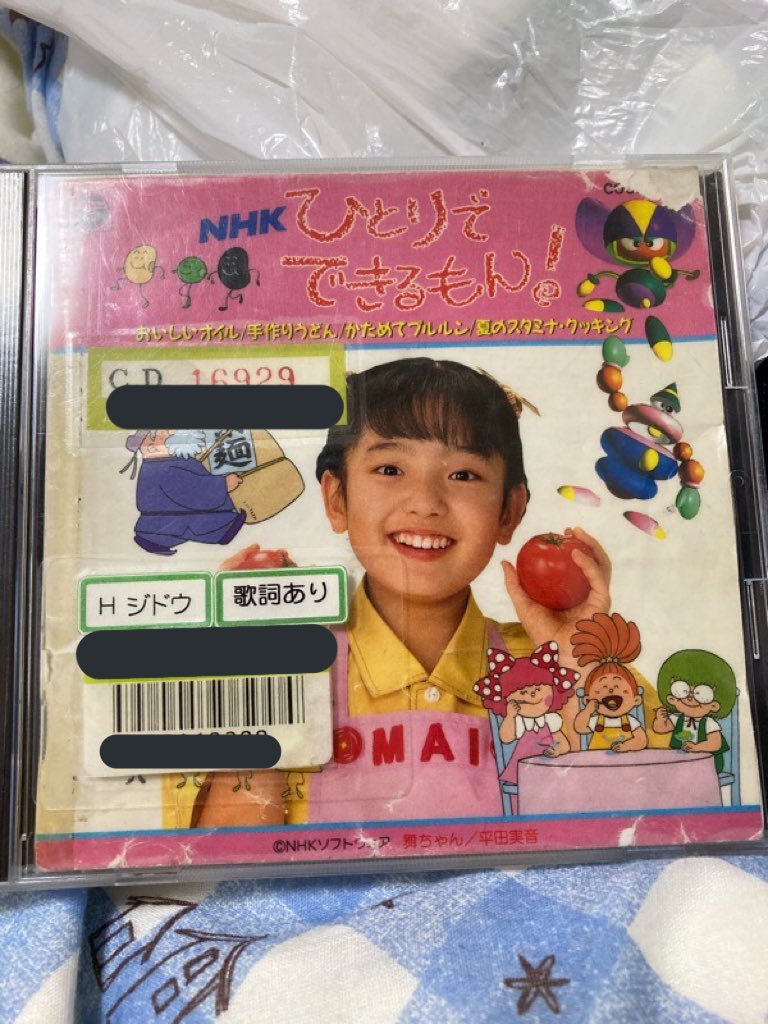 NHK ひとりで
できるもん!
おいしいオイル/手作りうどん/かためてプルルン/夏のスタミナ・クッキング
CD 16929
麺
H ジドウ
歌詞あり
OMAI
©NHKソフトウェア 舞ちゃん/平田実音